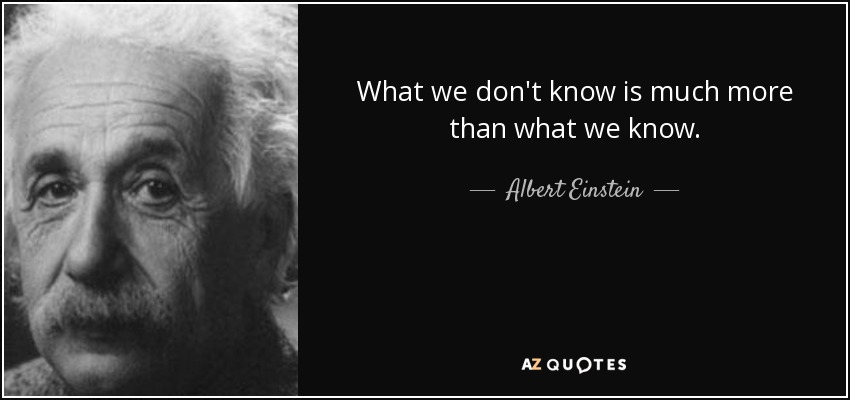 What we don't know is much more
than what we know.
Albert Einstein
AZ QUOTES